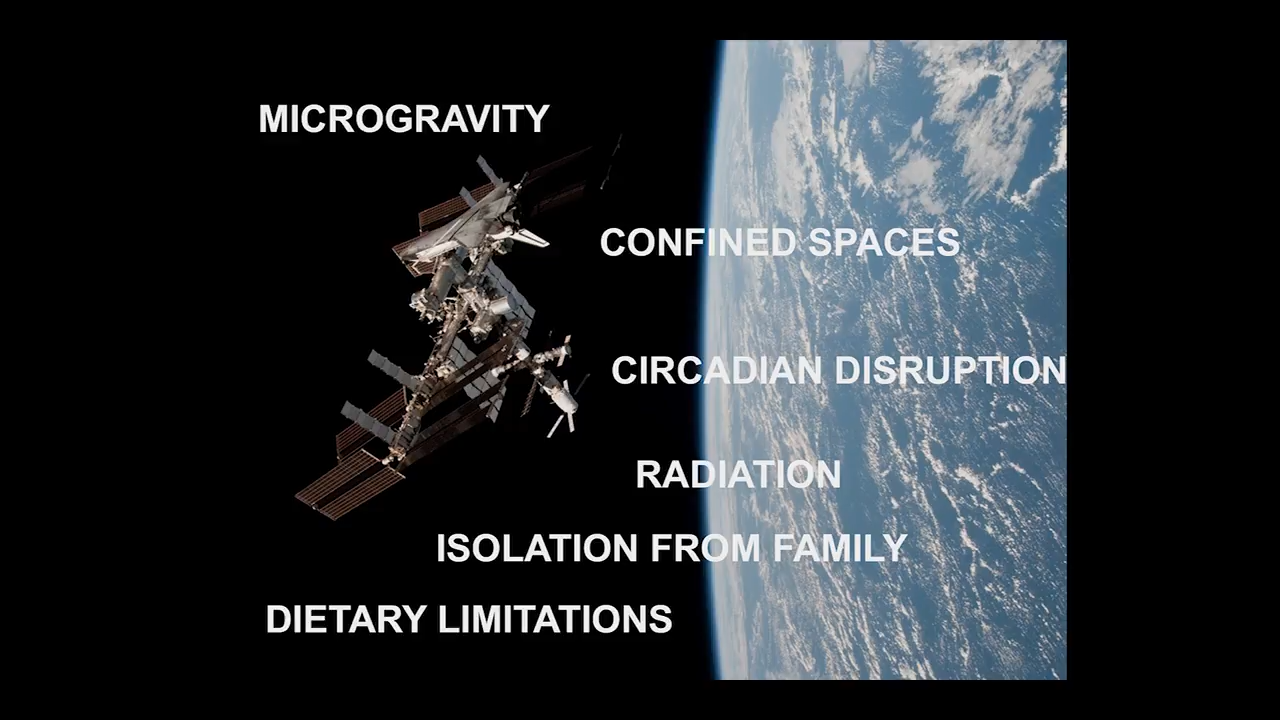 MICROGRAVITY
CONFINED SPACES
CIRCADIAN DISRUPTION
RADIATION
ISOLATION FROM FAMILY
DIETARY LIMITATIONS